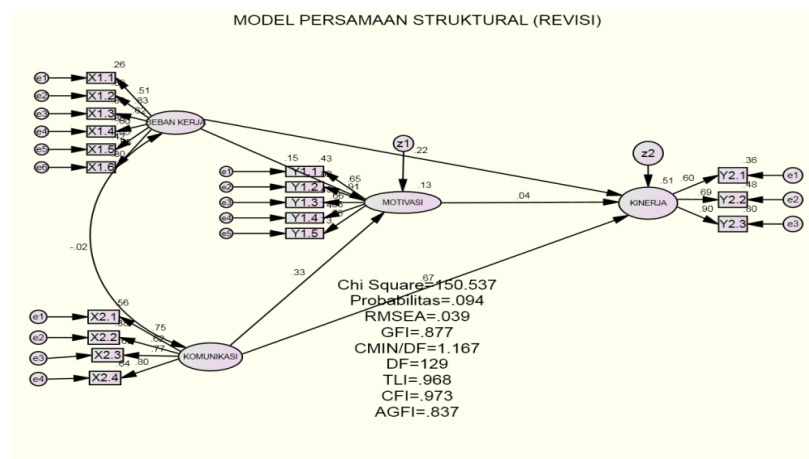 MODEL PERSAMAAN STRUKTURAL (REVISI)
.26
e1 X1.1
.51
e2 X1.2
.83
e3 X1.3
.62
e4 X1.4
e5 X1.5
e6 X1.6
BEBAN KERJA
z1
.22
z2
.15
.43
e1 Y1.1
.65
e2 Y1.2
.91
e3 Y1.3
e4 Y1.4
e5 Y1.5
MOTIVASI
.13
.04
KINERJA
.51
.36
.60
Y2.1 e1
.69
.48
Y2.2 e2
.90
.80
Y2.3 e3
-.02
.33
.67
.56
e1 X2.1
.75
e2 X2.2
.62
e3 X2.3
.77
.64
.80
e4 X2.4
KOMUNIKASI
Chi Square=150.537
Probabilitas=.094
RMSEA=.039
GFI=.877
CMIN/DF=1.167
DF=129
TLI=.968
CFI=.973
AGFI=.837